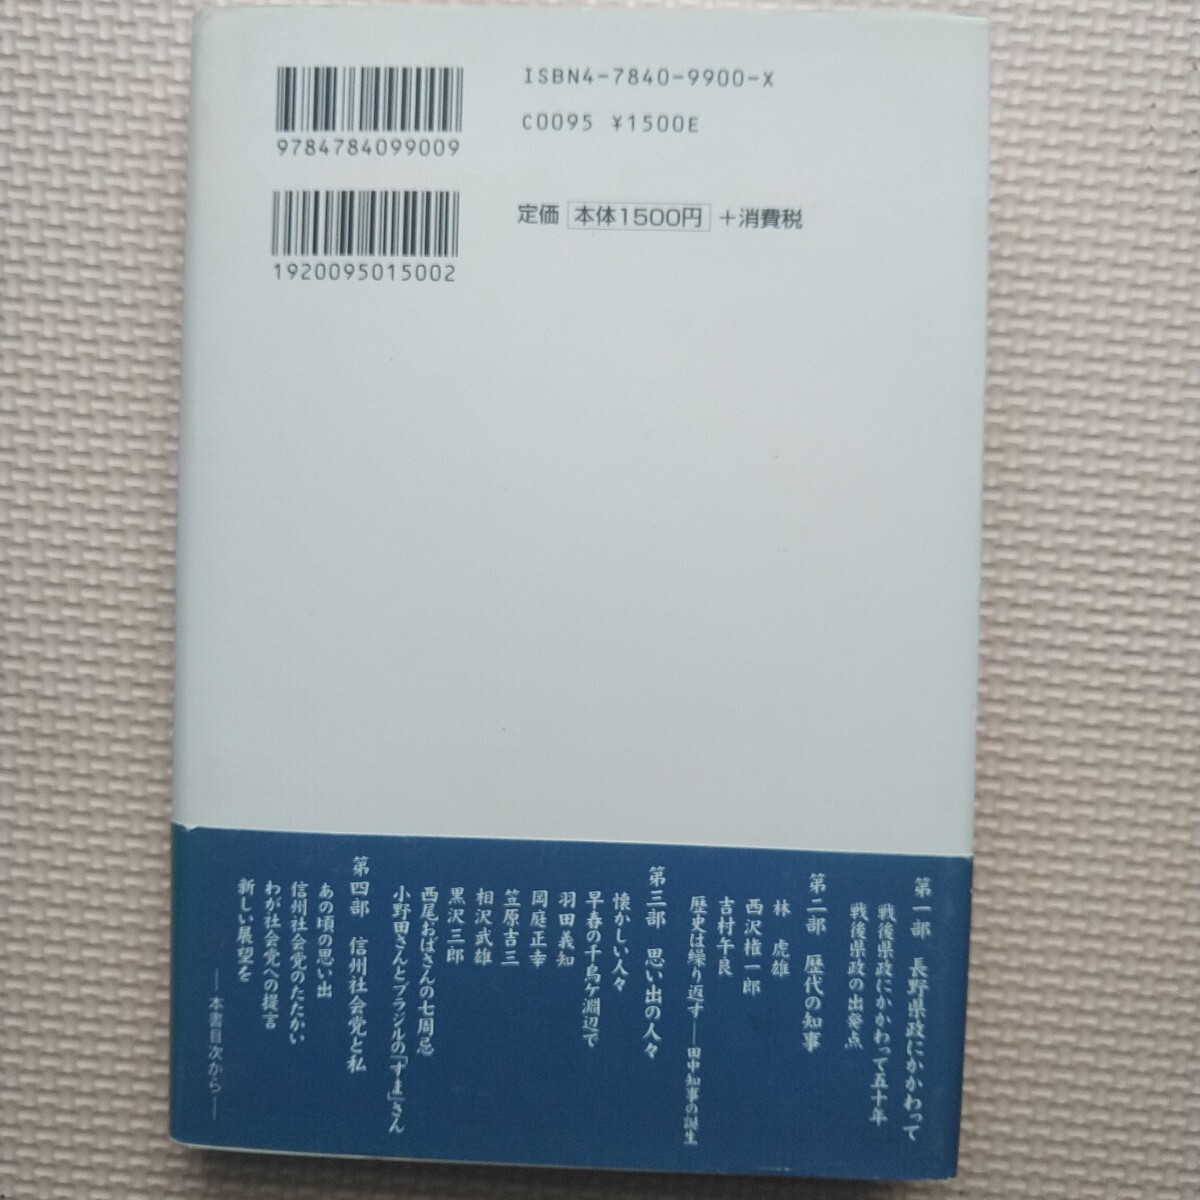 ISBN4-7840-9900-X
C0095 ¥1500E
9784784099009
定価 本体1500円 +消費税
1920095015002
第一部 長野県政にかかわって
戦後県政にかかわって五十年
戦後県政の出発点
第二部 歴代の知事
林 虎雄
西沢権一郎
吉村午良
歴史は繰り返す――田中知事の誕生
第三部 思い出の人々
懐かしい人々
早春の千鳥ケ淵辺で
羽田義知
岡庭正幸
笠原吉三
相沢武雄
黒沢三郎
西尾おばさんの七周忌
小野田さんとブラジルの「すま」さん
第四部 信州社会党と私
あの頃の思い出
信州社会党のたたかい
わが社会党への提言
新しい展望を
――本書目次から――